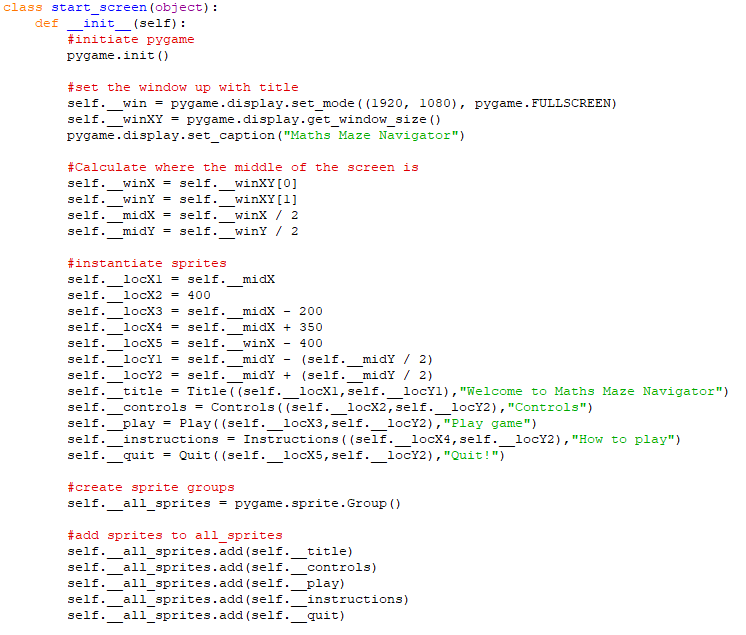 class start_screen(object):
    def __init__(self):
        #initiate pygame
        pygame.init()

        #set the window up with title
        self.__win = pygame.display.set_mode((1920, 1080), pygame.FULLSCREEN)
        self.__winXY = pygame.display.get_window_size()
        pygame.display.set_caption("Maths Maze Navigator")

        #Calculate where the middle of the screen is
        self.__winX = self.__winXY[0]
        self.__winY = self.__winXY[1]
        self.__midX = self.__winX / 2
        self.__midY = self.__winY / 2

        #instantiate sprites
        self.__locX1 = self.__midX
        self.__locX2 = 400
        self.__locX3 = self.__midX - 200
        self.__locX4 = self.__midX + 350
        self.__locX5 = self.__winX - 400
        self.__locY1 = self.__midY - (self.__midY / 2)
        self.__locY2 = self.__midY + (self.__midY / 2)
        self.__title = Title((self.__locX1,self.__locY1),"Welcome to Maths Maze Navigator")
        self.__controls = Controls((self.__locX2,self.__locY2),"Controls")
        self.__play = Play((self.__locX3,self.__locY2),"Play game")
        self.__instructions = Instructions((self.__locX4,self.__locY2),"How to play")
        self.__quit = Quit((self.__locX5,self.__locY2),"Quit!")

        #create sprite groups
        self.__all_sprites = pygame.sprite.Group()

        #add sprites to all_sprites
        self.__all_sprites.add(self.__title)
        self.__all_sprites.add(self.__controls)
        self.__all_sprites.add(self.__play)
        self.__all_sprites.add(self.__instructions)
        self.__all_sprites.add(self.__quit)